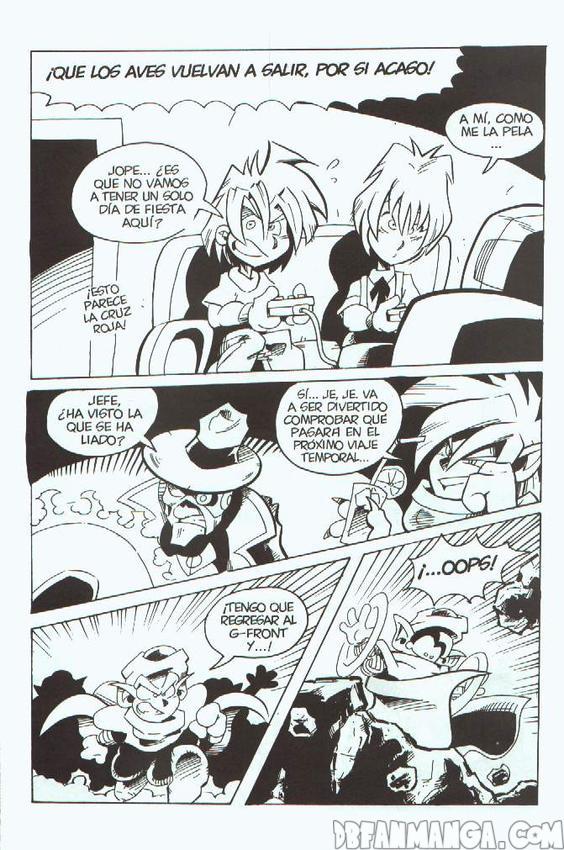 ¡QUE LOS AVES VUELVAN A SALIR, POR SI ACASO!
JOPE... ¿ES
QUE NO VAMOS
A TENER UN SOLO
DÍA DE FIESTA
AQUÍ?
A MÍ, COMO
ME LA PELA
...
¡ESTO
PARECE
LA CRUZ
ROJA!
JEFE,
¿HA VISTO LA
QUE SE HA
LIADO?
SÍ... JE, JE. VA
A SER DIVERTIDO
COMPROBAR QUÉ
PASARÁ EN EL
PRÓXIMO VIAJE
TEMPORAL...
¡TENGO QUE
REGRESAR AL
G-FRONT
Y...!
¡...OOPS!
DBFANMANGA.COM